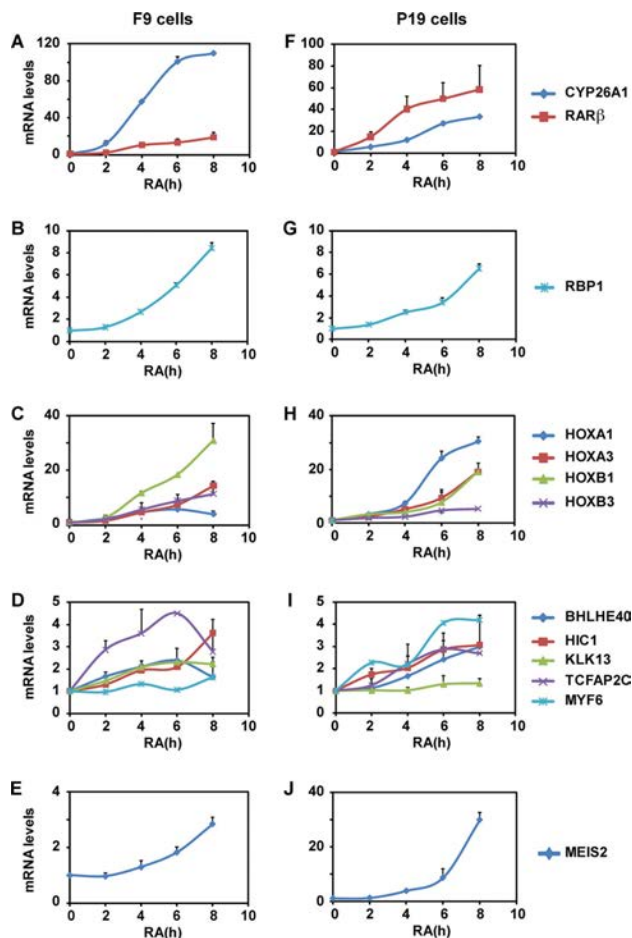 F9 cells
P19 cells
A
mRNA levels
120
80
40
0
0 2 4 6 8 10
RA(h)
F
100
80
60
40
20
0
0 2 4 6 8 10
RA(h)
CYP26A1
RARβ
B
mRNA levels
10
8
6
4
2
0
0 2 4 6 8 10
RA(h)
G
10
8
6
4
2
0
0 2 4 6 8 10
RA(h)
RBP1
C
mRNA levels
40
20
0
0 2 4 6 8 10
RA(h)
H
40
20
0
0 2 4 6 8 10
RA(h)
HOXA1
HOXA3
HOXB1
HOXB3
D
mRNA levels
5
4
3
2
1
0
0 2 4 6 8 10
RA(h)
I
5
4
3
2
1
0
0 2 4 6 8 10
RA(h)
BHLHE40
HIC1
KLK13
TCFAP2C
MYF6
E
mRNA levels
4
2
0
0 2 4 6 8 10
RA(h)
J
40
20
0
0 2 4 6 8 10
RA(h)
MEIS2